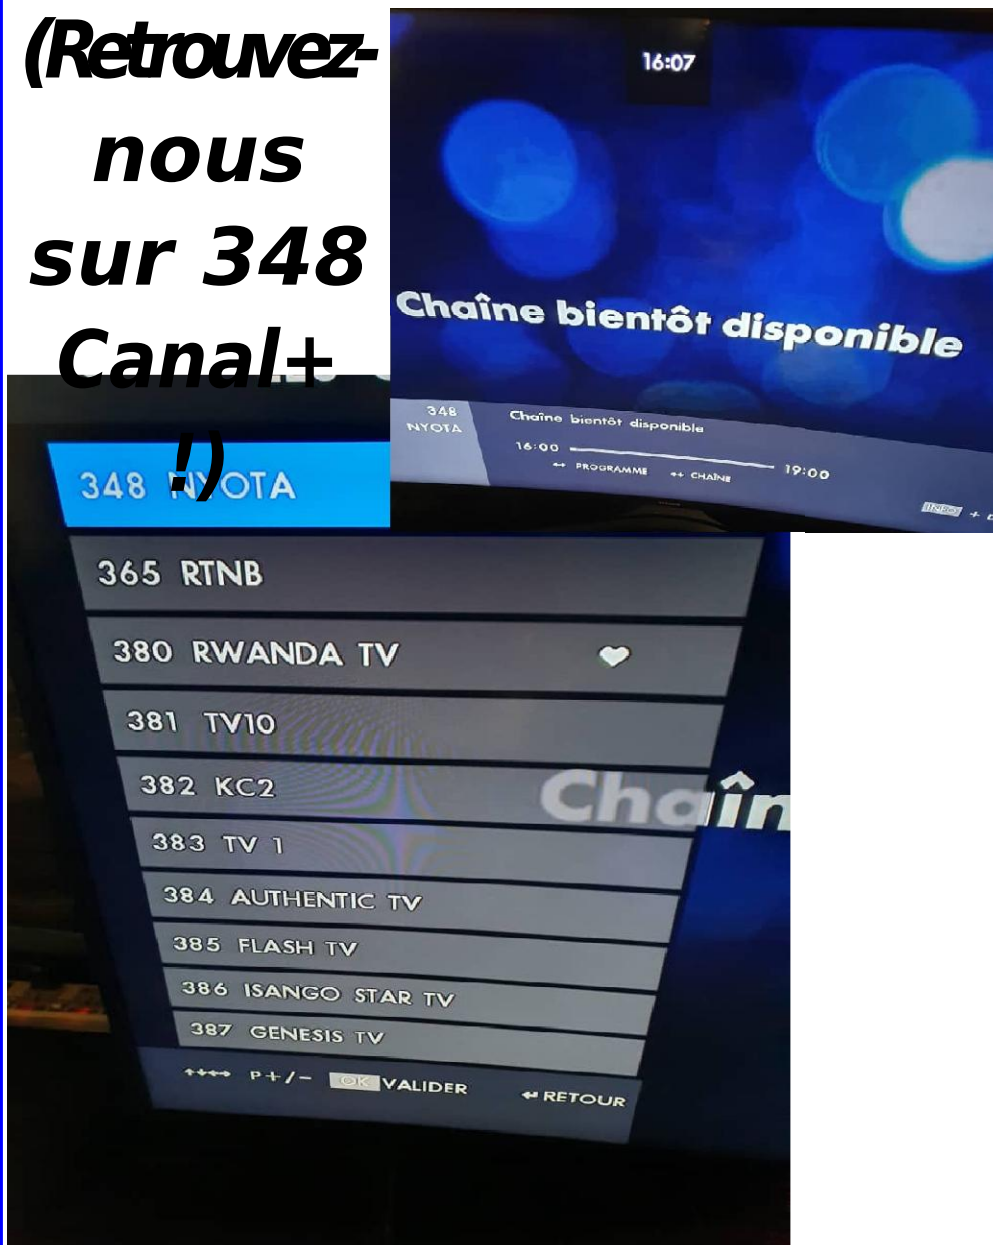 (Retrouvez-
nous
sur 348
Canal+
!)
16:07
Chaîne bientôt disponible
348
NYOTA
Chaîne bientôt disponible
16:00
19:00
↔ PROGRAMME
CHAÎNE
INFO +
348 NYOTA
365 RTNB
380 RWANDA TV
381 TV10
382 KC2
Chaîn
383 TV 1
384 AUTHENTIC TV
385 FLASH TV
386 ISANGO STAR TV
387 GENESIS TV
P+/- OK VALIDER
RETOUR